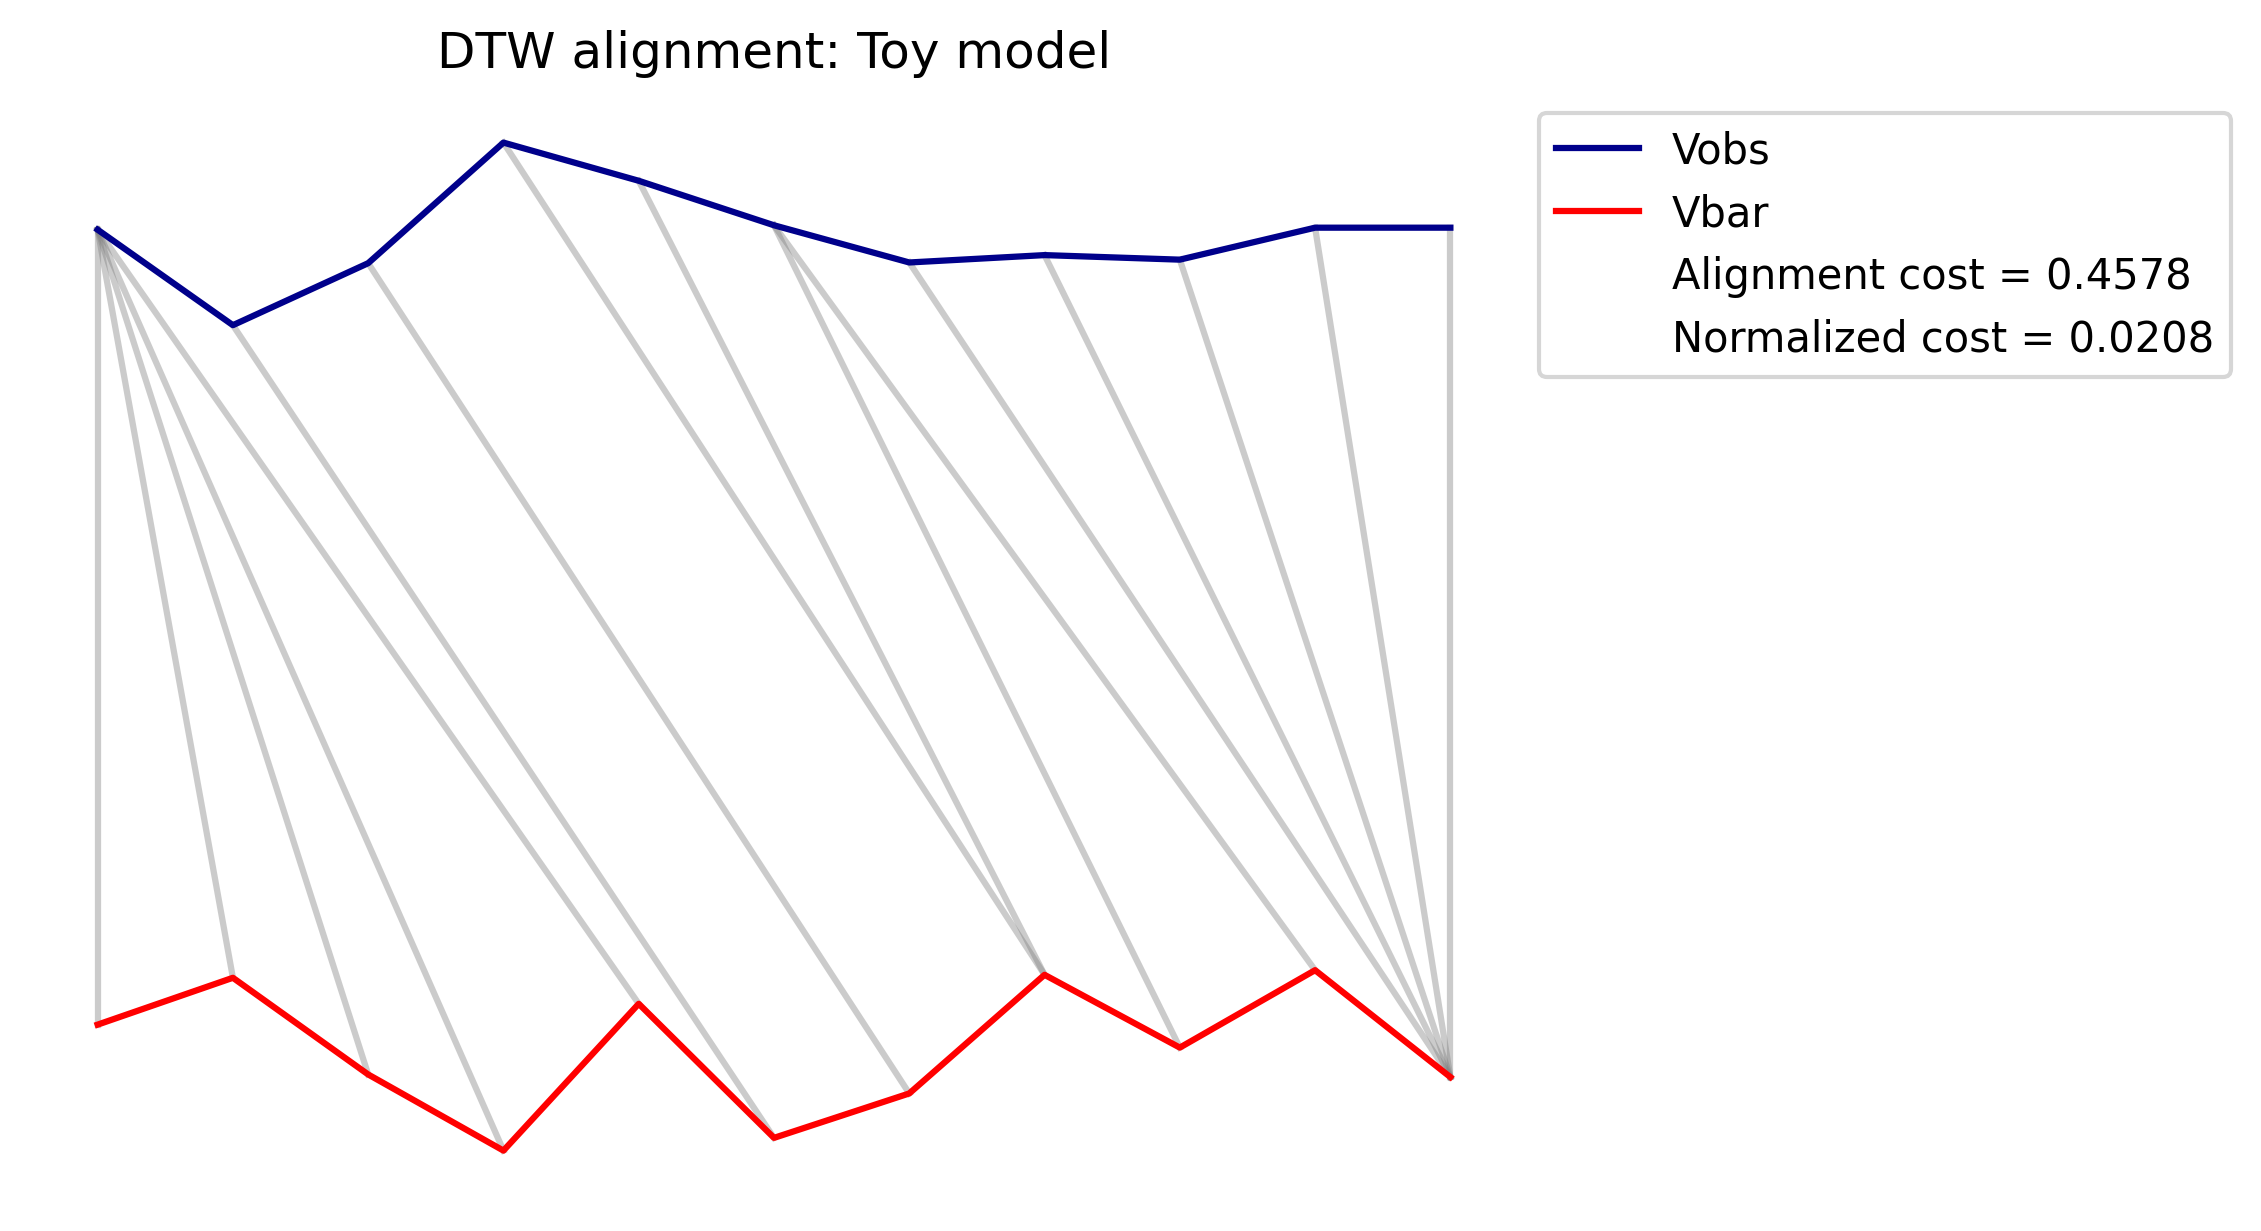 DTW alignment: Toy model
Vobs
Vbar
Alignment cost = 0.4578
Normalized cost = 0.0208